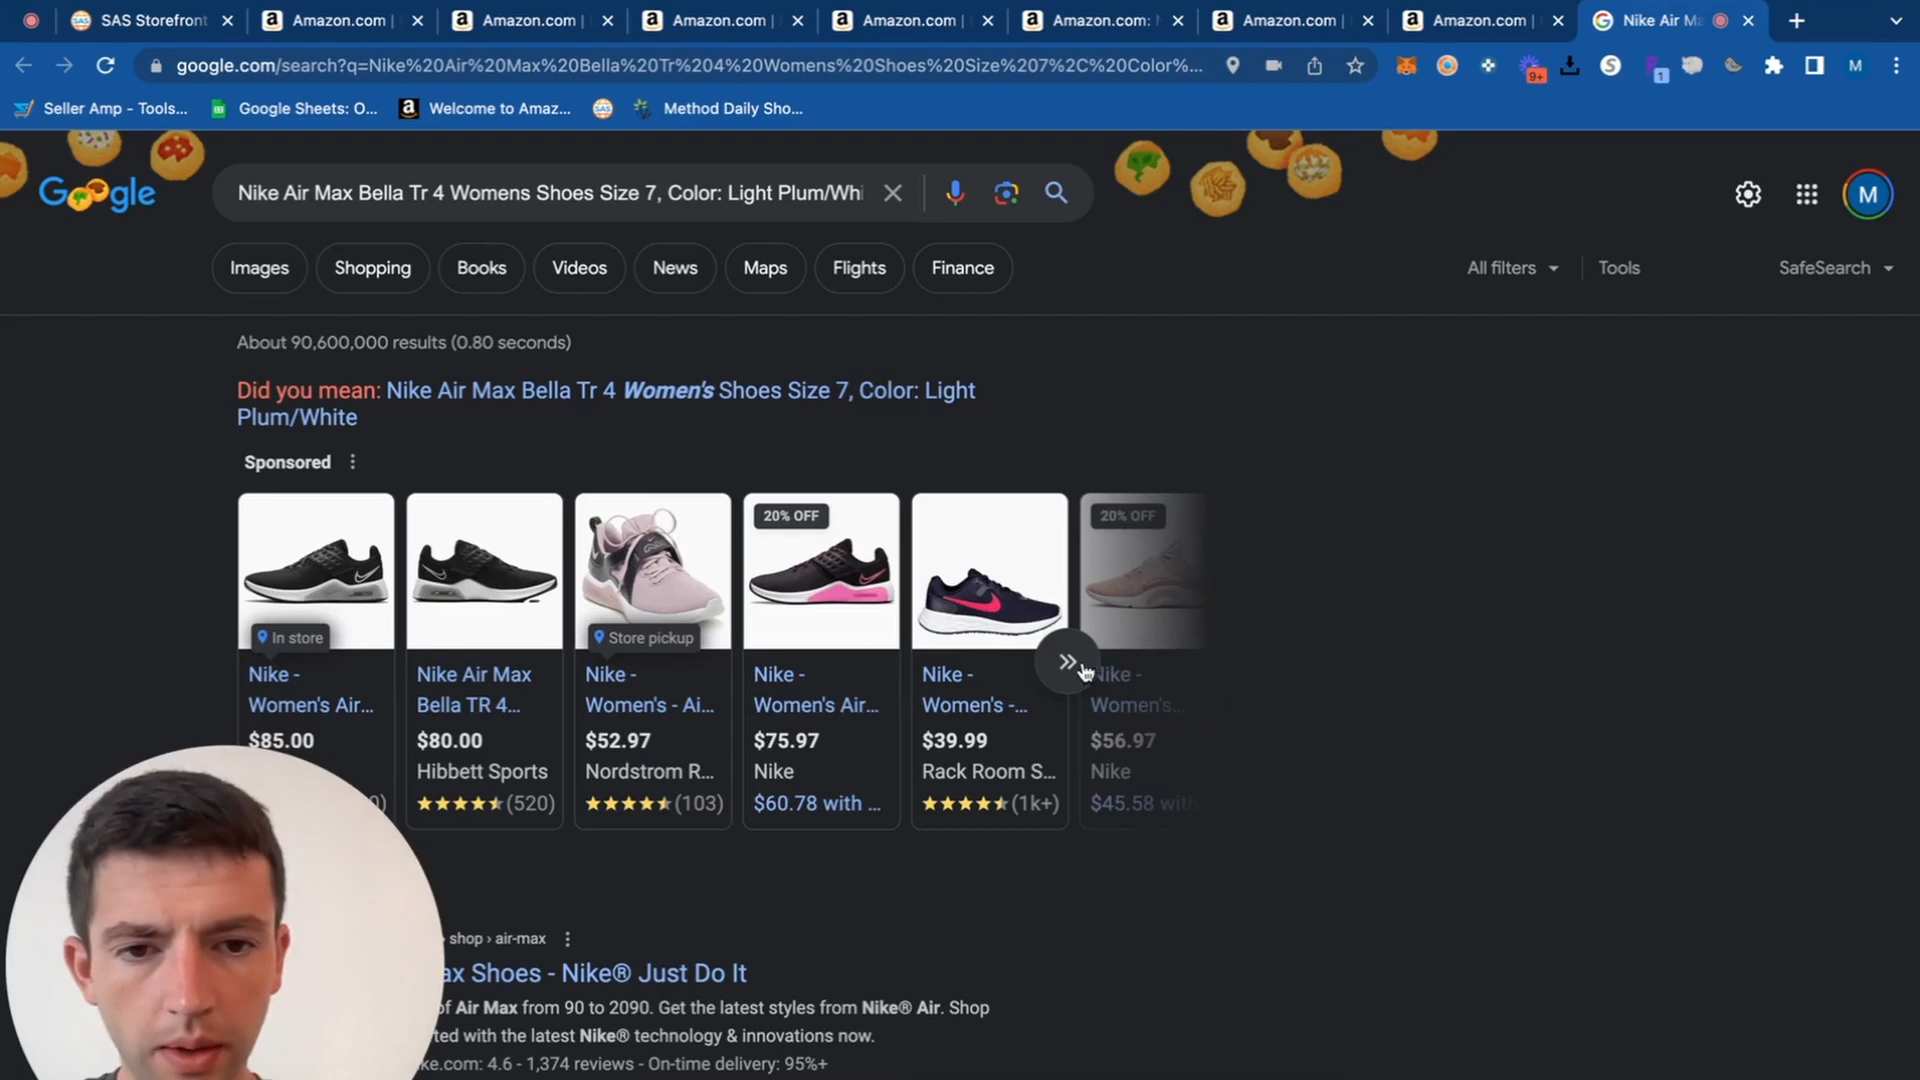 SAS Storefront
Amazon.com |
Amazon.com |
Amazon.com |
Amazon.com |
Amazon.com:
Amazon.com |
Amazon.com |
Nike Air Ma
google.com/search?q=Nike%20Air%20Max%20Bella%20Tr%204%20Womens%20Shoes%20Size%207%2C%20Color%...
9+
1
M
Seller Amp - Tools...
Google Sheets: O...
Welcome to Amaz...
SAS
Method Daily Sho...
Google
Nike Air Max Bella Tr 4 Womens Shoes Size 7, Color: Light Plum/Whi
M
Images
Shopping
Books
Videos
News
Maps
Flights
Finance
All filters
Tools
SafeSearch
About 90,600,000 results (0.80 seconds)
Did you mean: Nike Air Max Bella Tr 4 Women's Shoes Size 7, Color: Light
Plum/White
Sponsored
In store
Nike -
Women's Air...
$85.00
Nike Air Max
Bella TR 4...
$80.00
Hibbett Sports
(520)
Store pickup
Nike -
Women's - Ai...
$52.97
Nordstrom R...
(103)
20% OFF
Nike -
Women's Air...
$75.97
Nike
$60.78 with ...
Nike -
Women's -...
$39.99
Rack Room S...
(1k+)
20% OFF
Nike -
Women's...
$56.97
Nike
$45.58 with
shop › air-max
ax Shoes - Nike® Just Do It
of Air Max from 90 to 2090. Get the latest styles from Nike® Air. Shop
ted with the latest Nike® technology & innovations now.
ke.com: 4.6 - 1,374 reviews - On-time delivery: 95%+